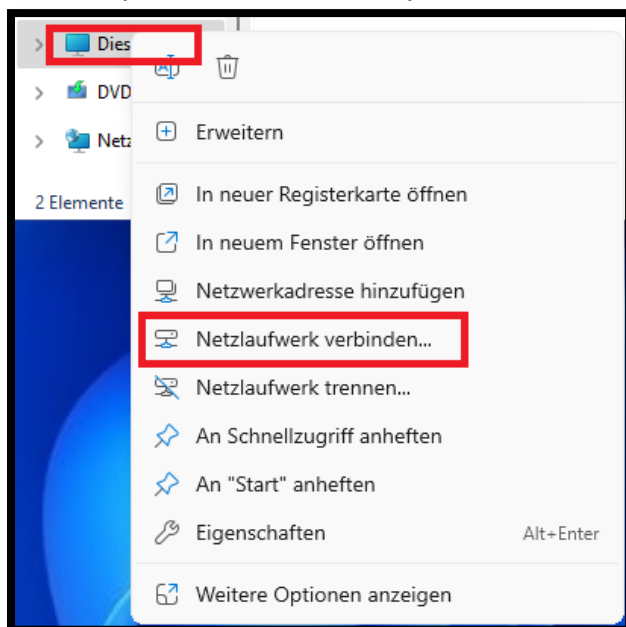 Dies
DVD
Netz
2 Elemente
Erweitern
In neuer Registerkarte öffnen
In neuem Fenster öffnen
Netzwerkadresse hinzufügen
Netzlaufwerk verbinden...
Netzlaufwerk trennen...
An Schnellzugriff anheften
An "Start" anheften
Eigenschaften Alt+Enter
Weitere Optionen anzeigen